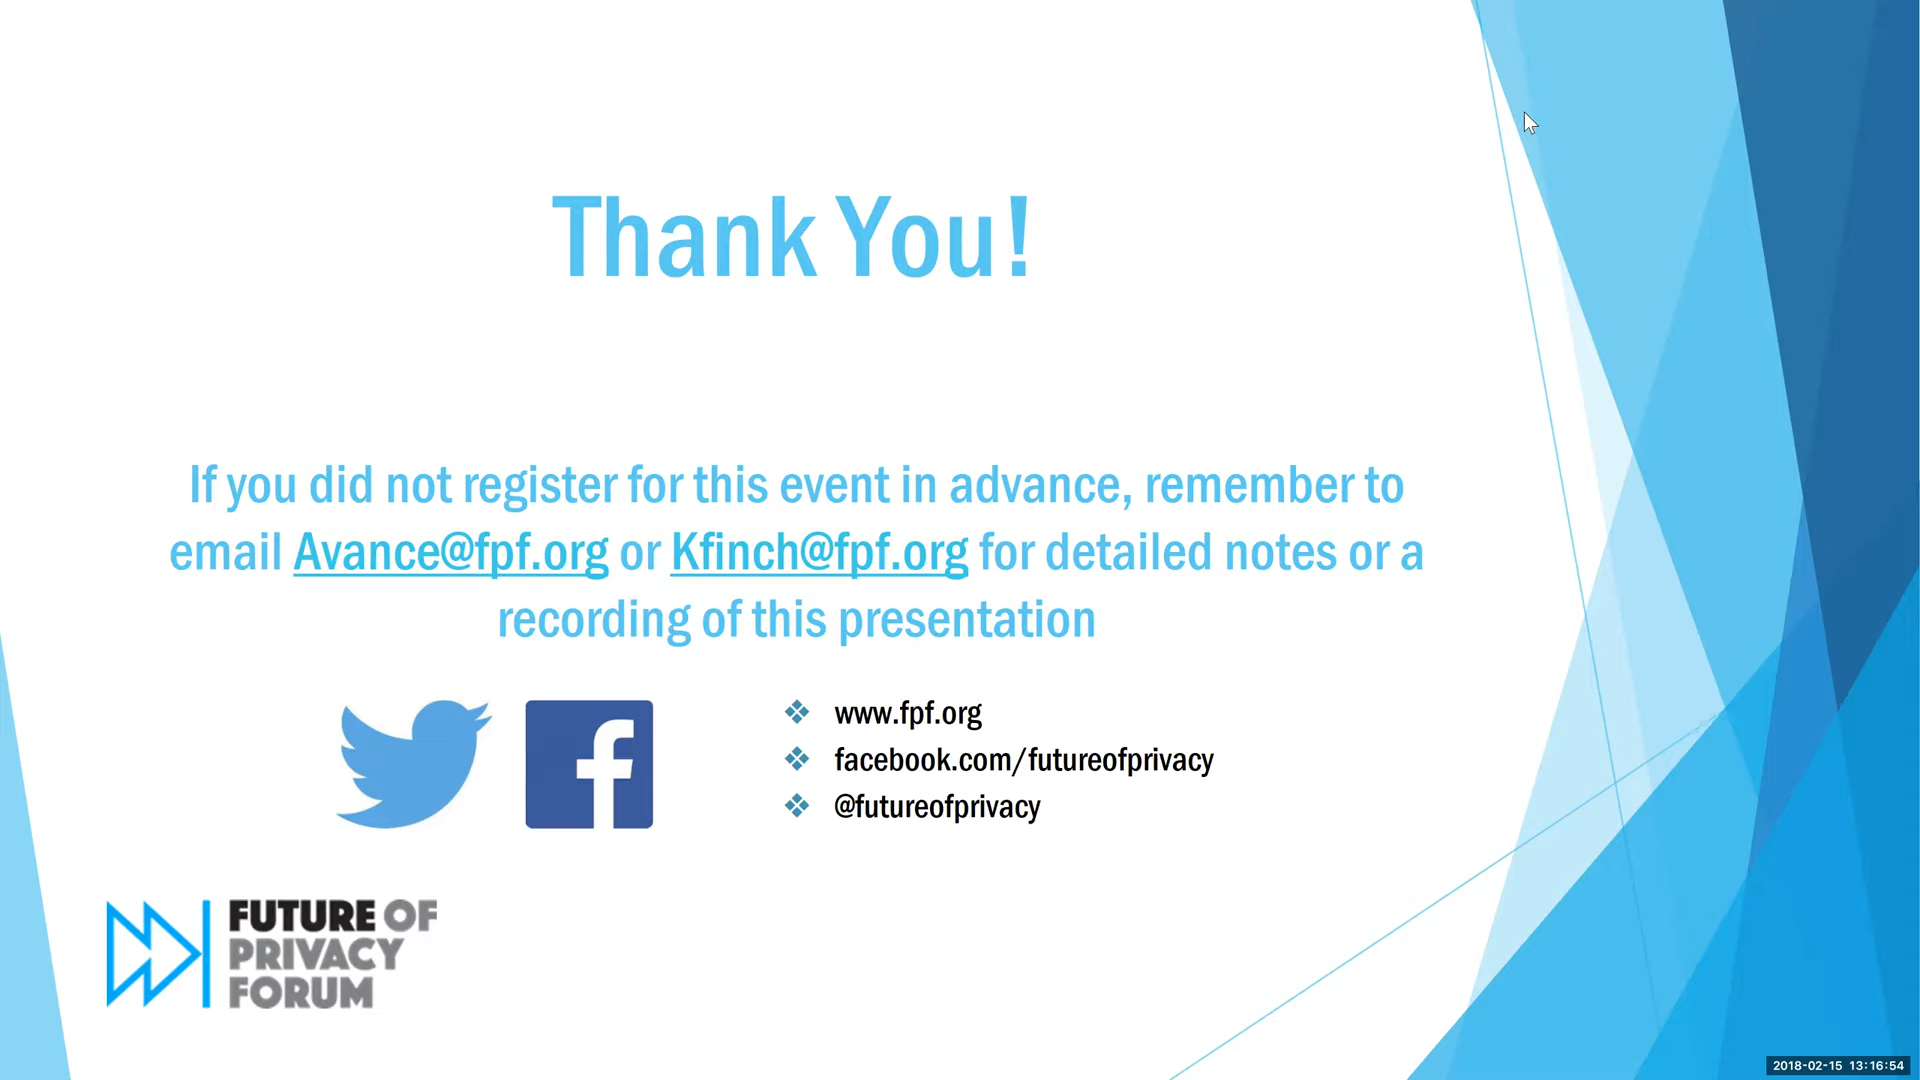 Thank You!
If you did not register for this event in advance, remember to
email Avance@fpf.org or Kfinch@fpf.org for detailed notes or a
recording of this presentation
www.fpf.org
facebook.com/futureofprivacy
@futureofprivacy
FUTURE OF
PRIVACY
FORUM
2018-02-15 13:16:54